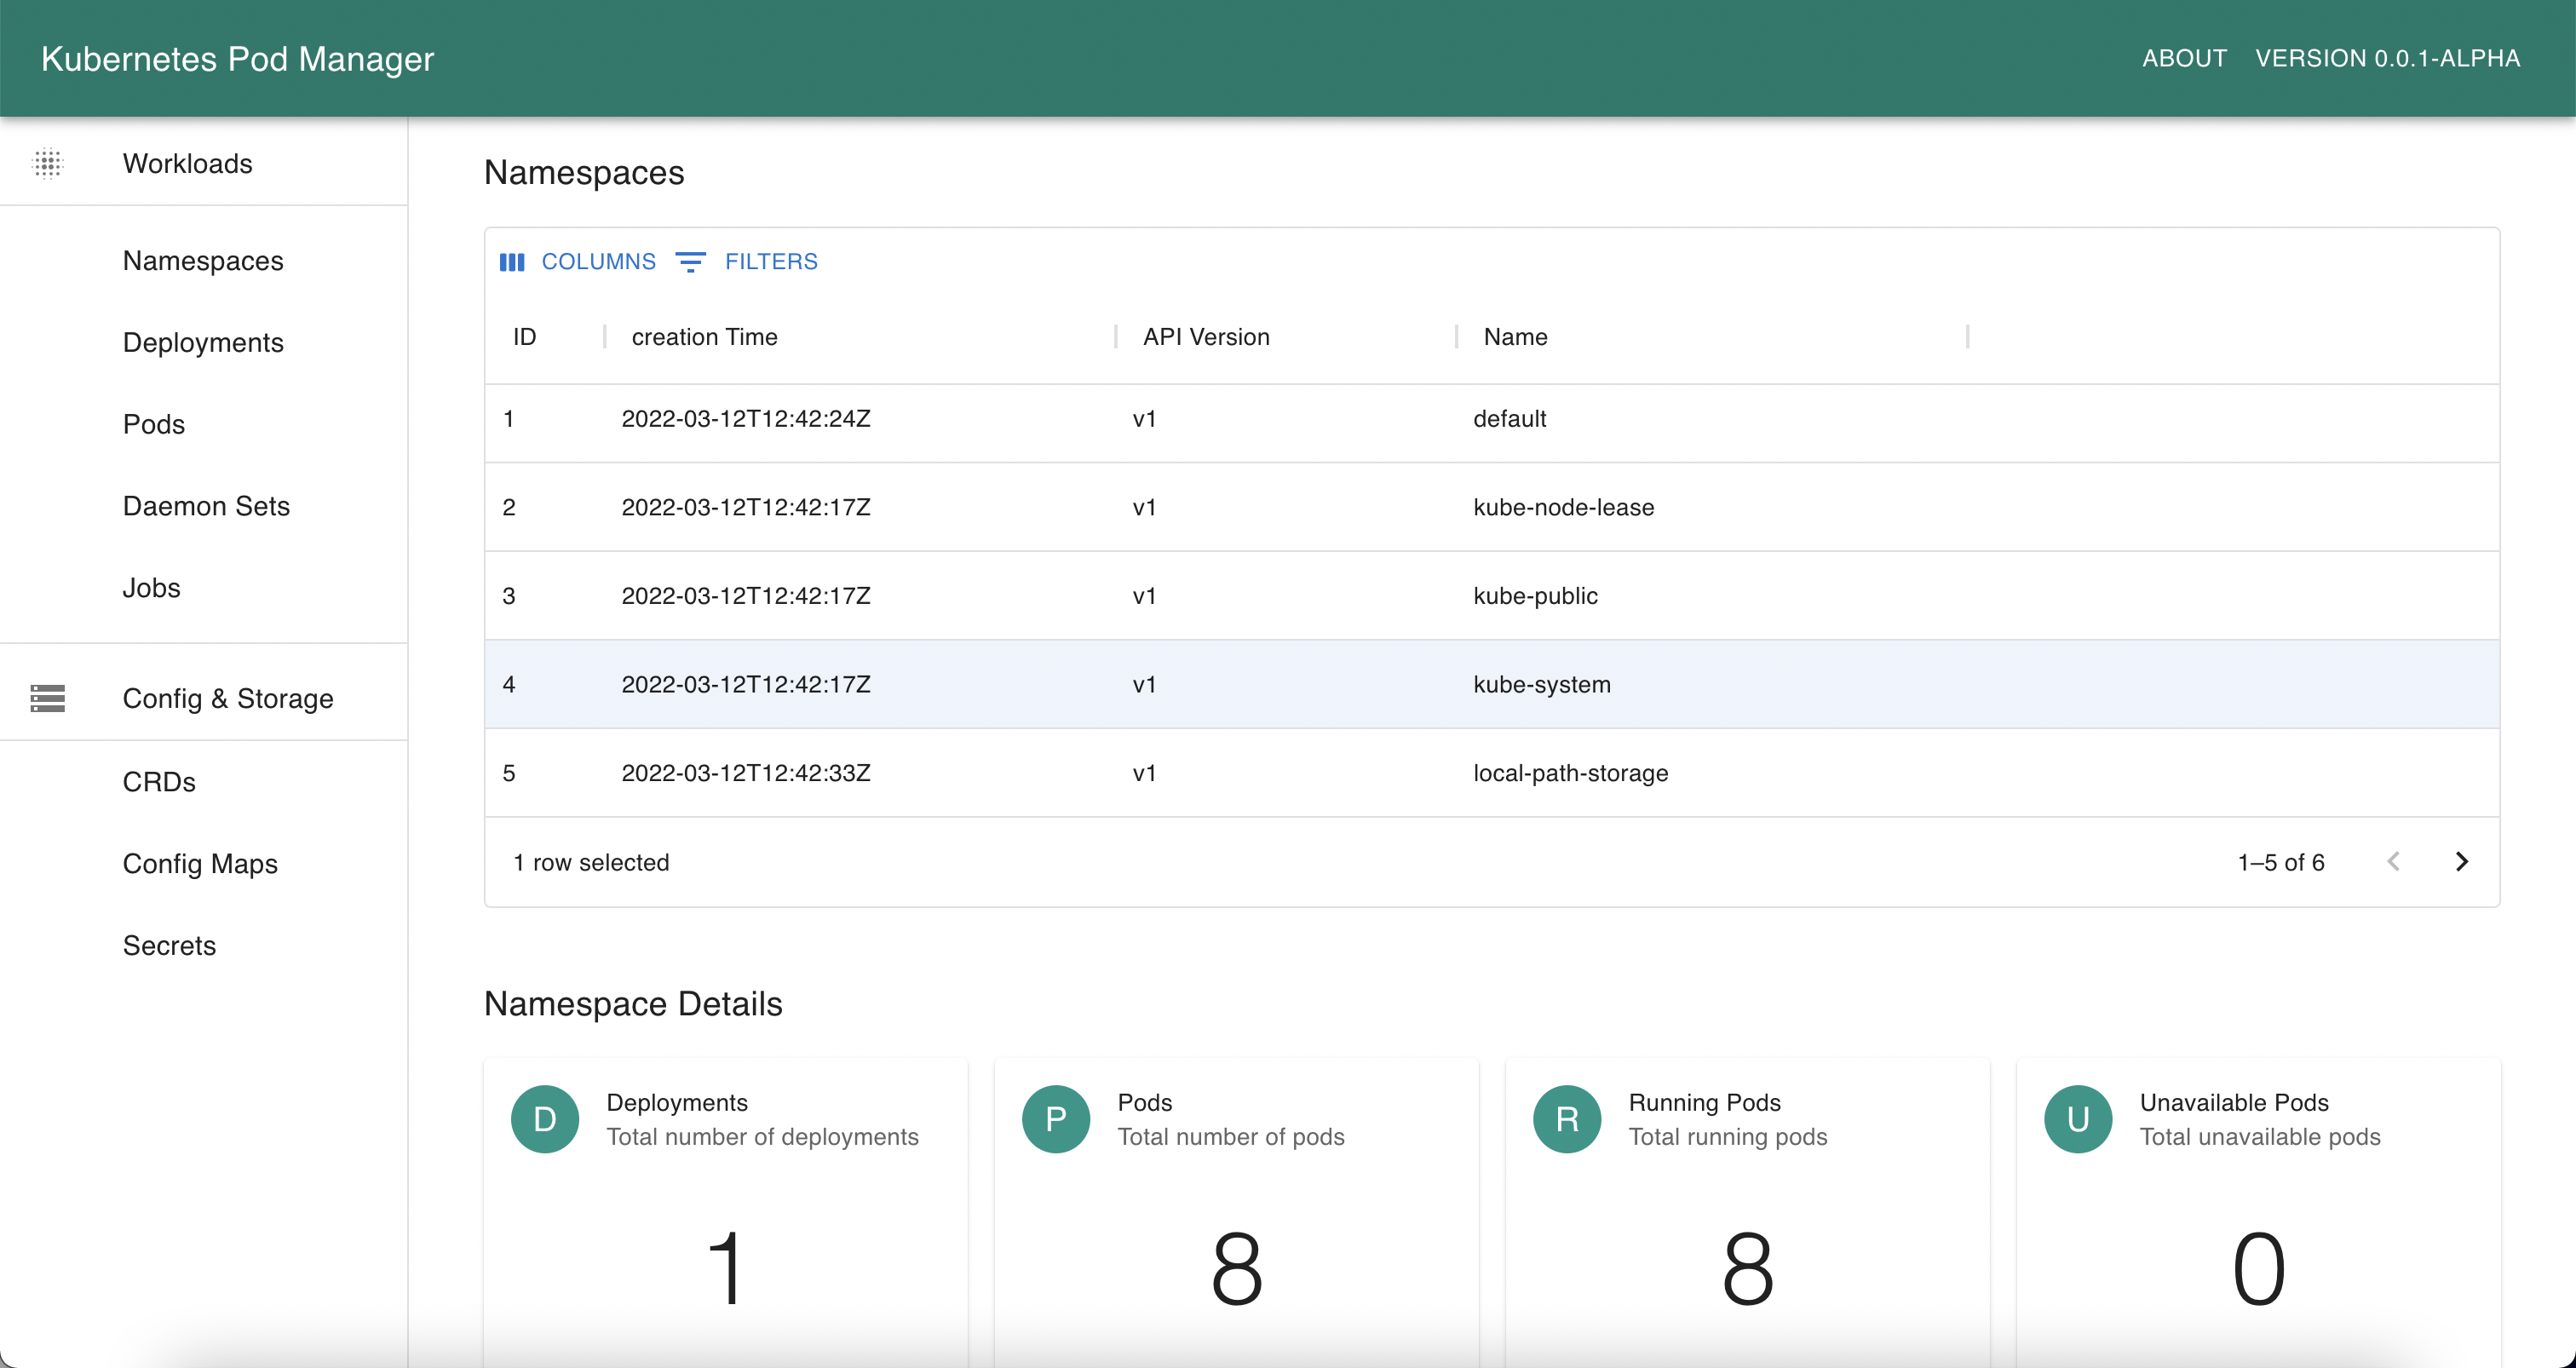 Kubernetes Pod Manager
ABOUT VERSION 0.0.1-ALPHA
Workloads
Namespaces
Deployments
Pods
Daemon Sets
Jobs
Config & Storage
CRDs
Config Maps
Secrets
Namespaces
COLUMNS FILTERS
ID creation Time API Version Name
1 2022-03-12T12:42:24Z v1 default
2 2022-03-12T12:42:17Z v1 kube-node-lease
3 2022-03-12T12:42:17Z v1 kube-public
4 2022-03-12T12:42:17Z v1 kube-system
5 2022-03-12T12:42:33Z v1 local-path-storage
1 row selected 1–5 of 6
Namespace Details
D Deployments
Total number of deployments
1
P Pods
Total number of pods
8
R Running Pods
Total running pods
8
U Unavailable Pods
Total unavailable pods
0